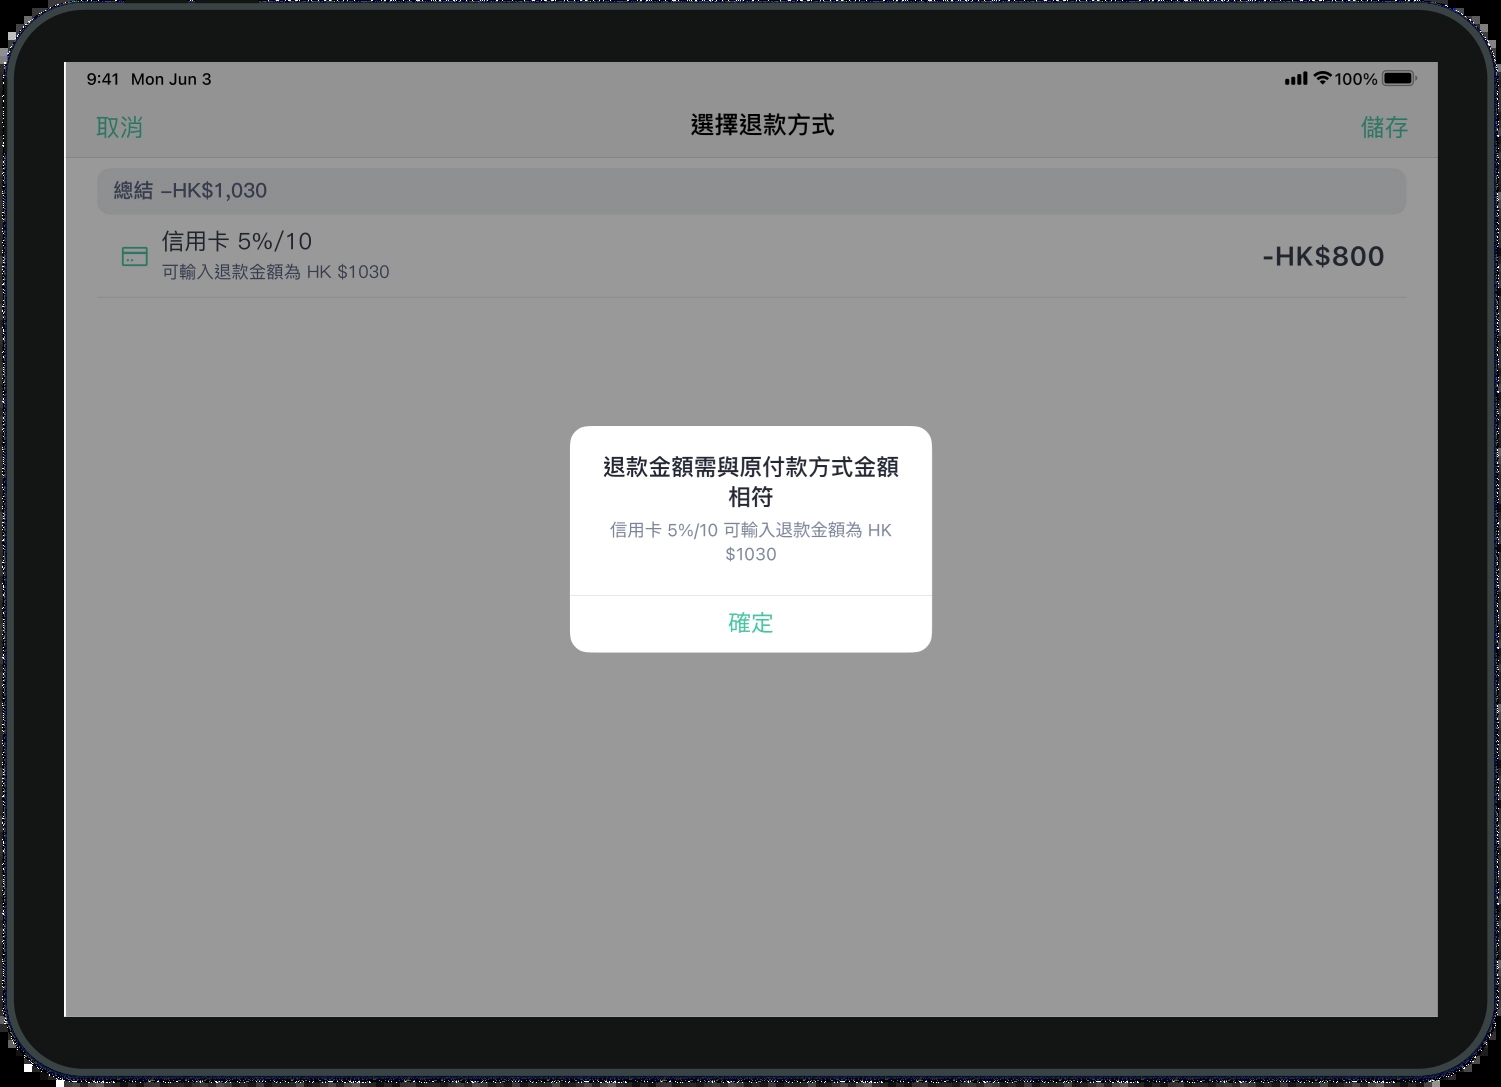 9:41 Mon Jun 3
100%
取消
選擇退款方式
儲存
總結 –HK$1,030
信用卡 5%/10
可輸入退款金額為 HK $1030
-HK$800
退款金額需與原付款方式金額
相符
信用卡 5%/10 可輸入退款金額為 HK
$1030
確定